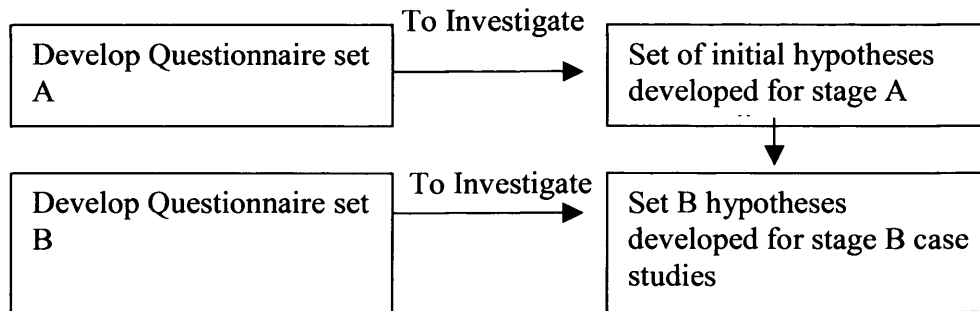 To Investigate
Develop Questionnaire set
A
Set of initial hypotheses
developed for stage A
To Investigate
Develop Questionnaire set
B
Set B hypotheses
developed for stage B case
studies